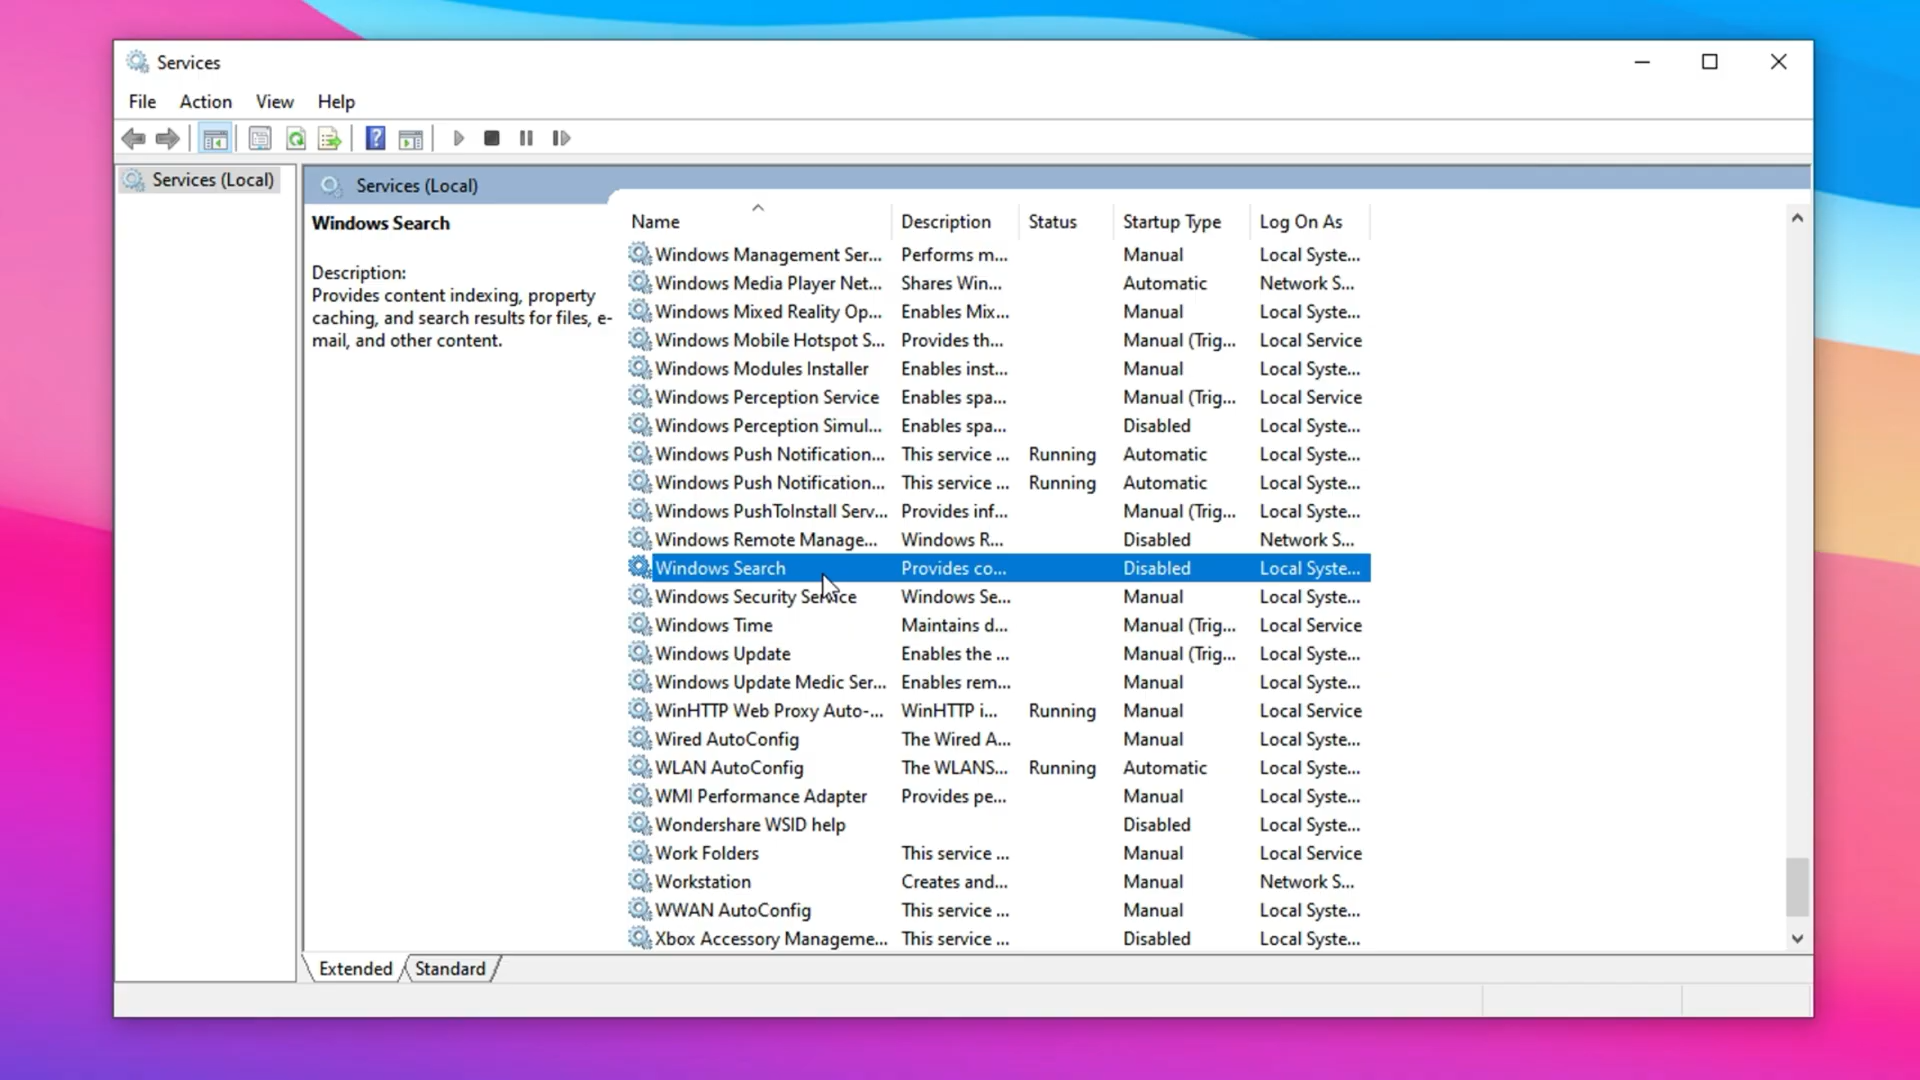 Services
File Action View Help
Services (Local)
Services (Local)
Windows Search
Description:
Provides content indexing, property
caching, and search results for files, e-
mail, and other content.
Name Description Status Startup Type Log On As
Windows Management Ser... Performs m... Manual Local Syste...
Windows Media Player Net... Shares Win... Automatic Network S...
Windows Mixed Reality Op... Enables Mix... Manual Local Syste...
Windows Mobile Hotspot S... Provides th... Manual (Trig... Local Service
Windows Modules Installer Enables inst... Manual Local Syste...
Windows Perception Service Enables spa... Manual (Trig... Local Service
Windows Perception Simul... Enables spa... Disabled Local Syste...
Windows Push Notification... This service ... Running Automatic Local Syste...
Windows Push Notification... This service ... Running Automatic Local Syste...
Windows PushToInstall Serv... Provides inf... Manual (Trig... Local Syste...
Windows Remote Manage... Windows R... Disabled Network S...
Windows Search Provides co... Disabled Local Syste...
Windows Security Service Windows Se... Manual Local Syste...
Windows Time Maintains d... Manual (Trig... Local Service
Windows Update Enables the ... Manual (Trig... Local Syste...
Windows Update Medic Ser... Enables rem... Manual Local Syste...
WinHTTP Web Proxy Auto-... WinHTTP i... Running Manual Local Service
Wired AutoConfig The Wired A... Manual Local Syste...
WLAN AutoConfig The WLANS... Running Automatic Local Syste...
WMI Performance Adapter Provides pe... Manual Local Syste...
Wondershare WSID help Disabled Local Syste...
Work Folders This service ... Manual Local Service
Workstation Creates and... Manual Network S...
WWAN AutoConfig This service ... Manual Local Syste...
Xbox Accessory Manageme... This service ... Disabled Local Syste...
Extended Standard